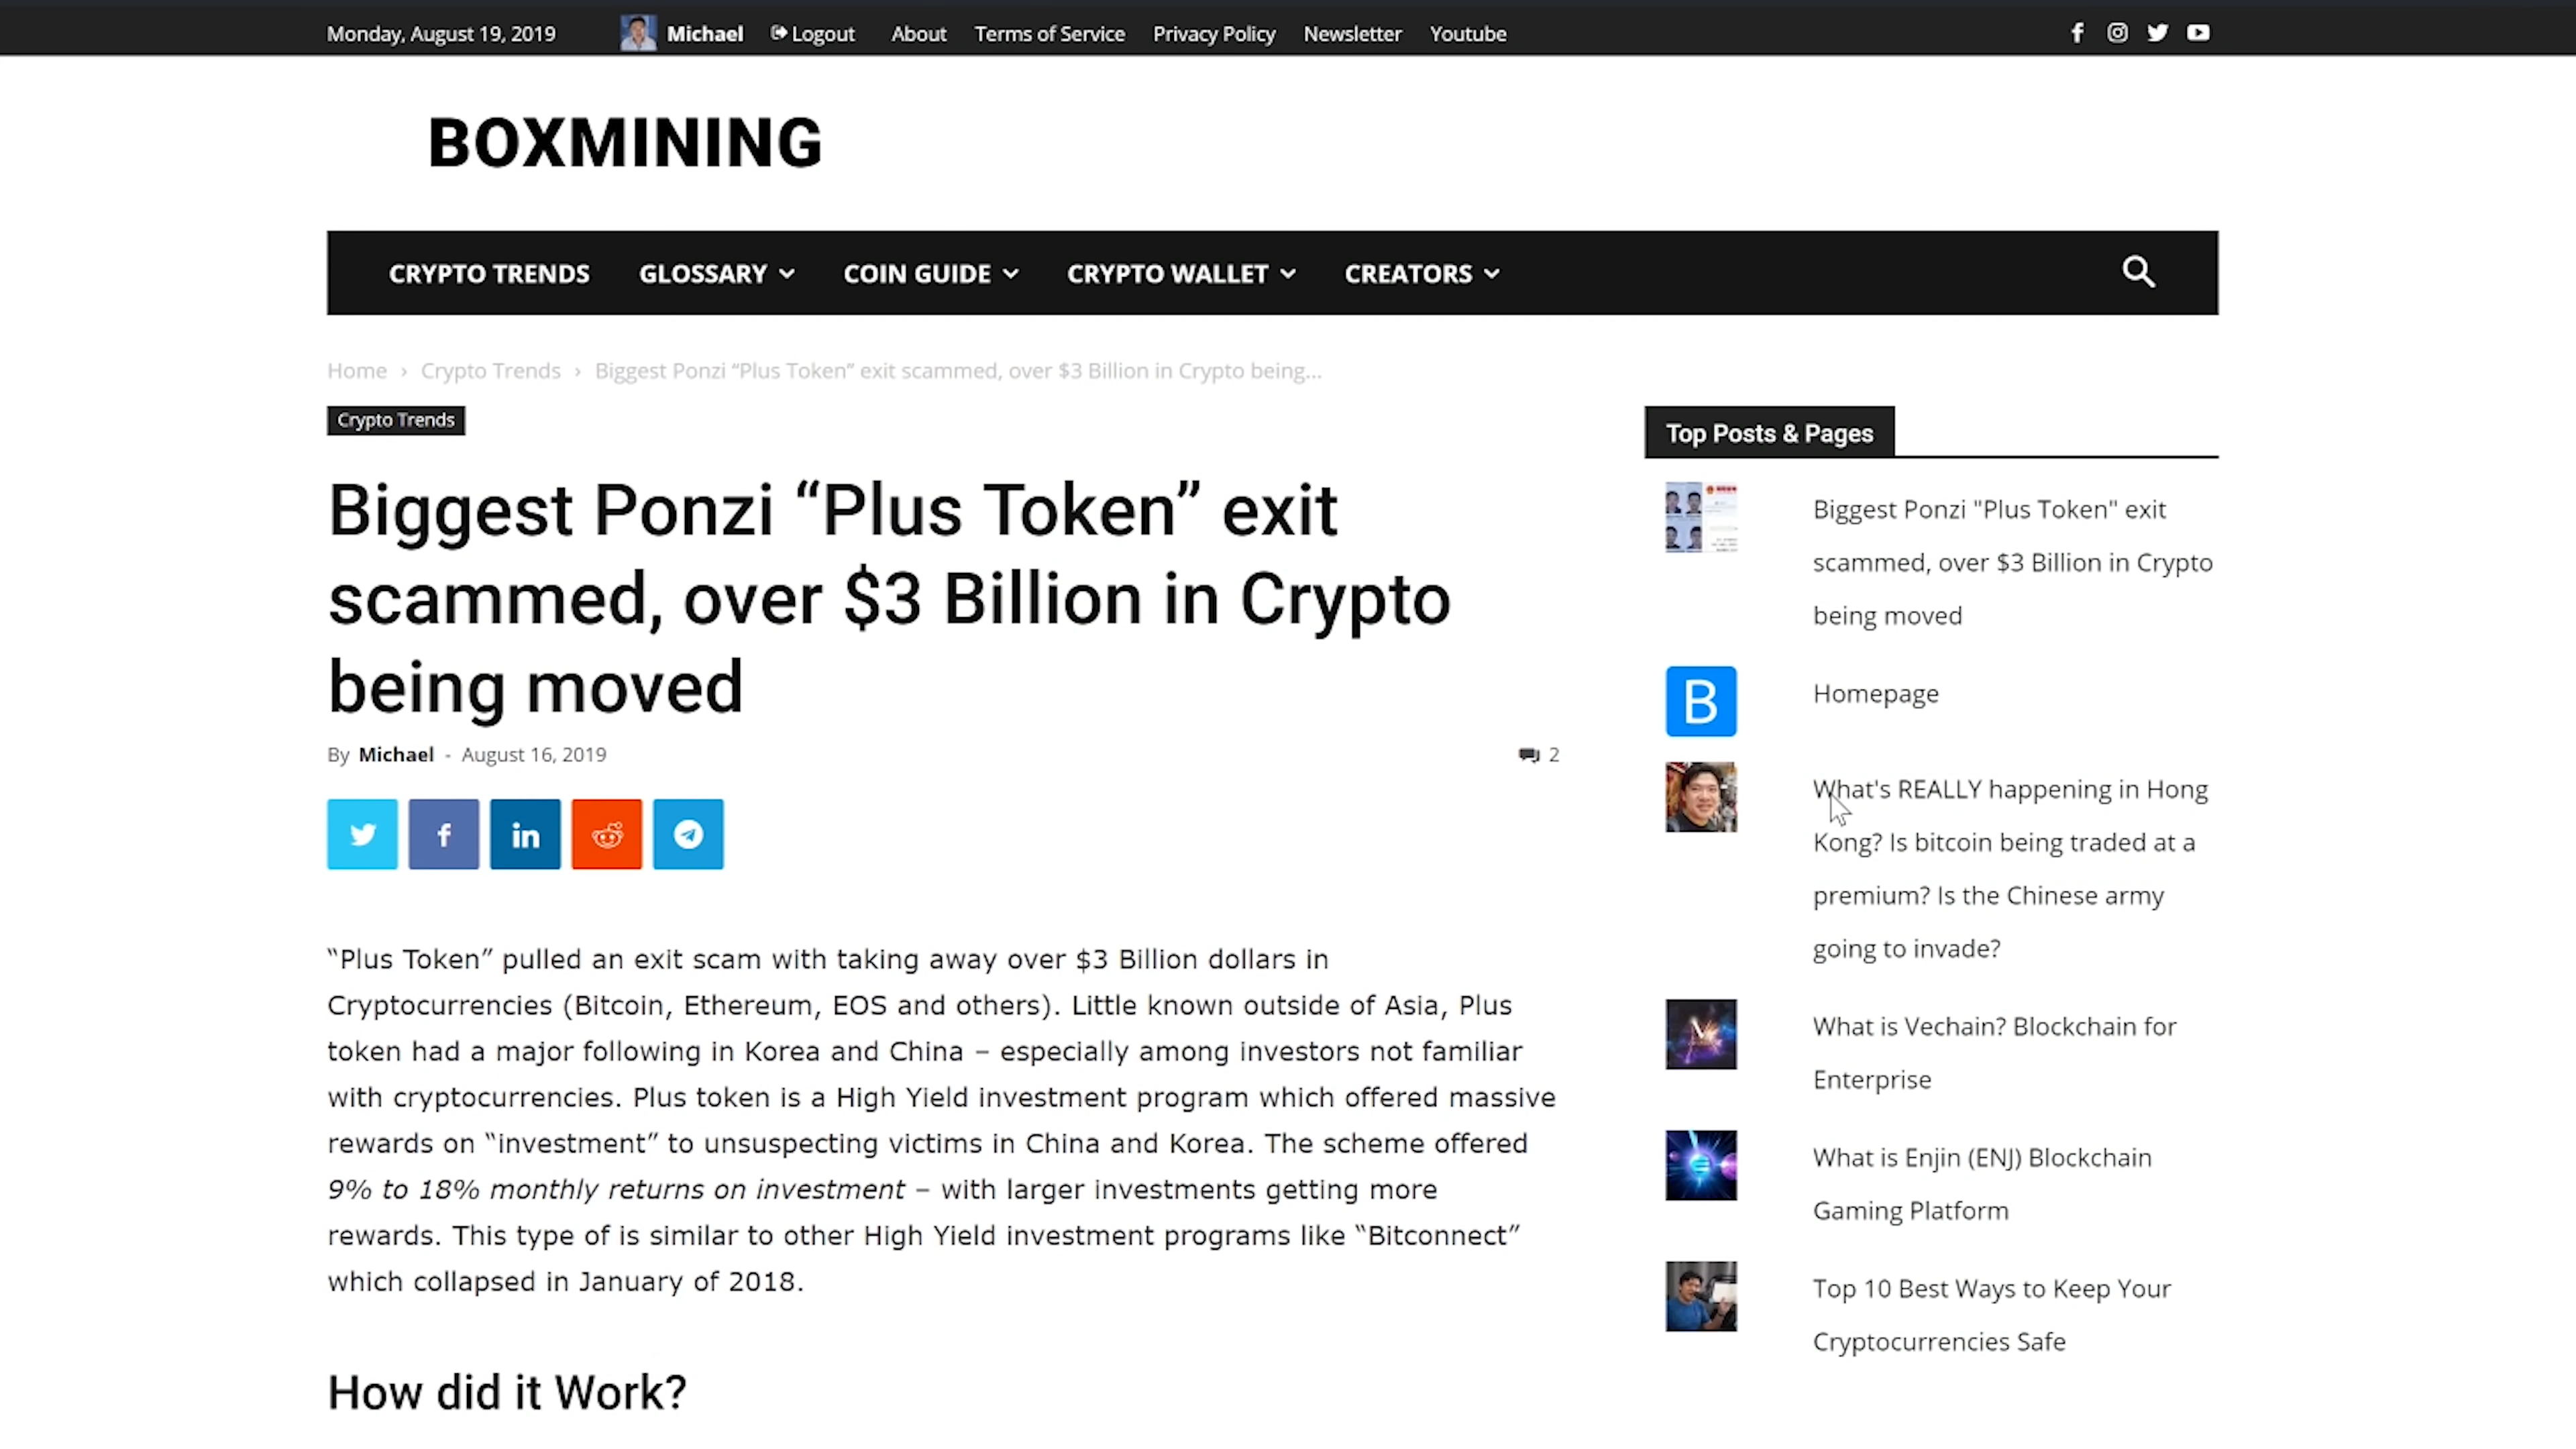 Monday, August 19, 2019
Michael
Logout
About
Terms of Service
Privacy Policy
Newsletter
Youtube
BOXMINING
CRYPTO TRENDS
GLOSSARY
COIN GUIDE
CRYPTO WALLET
CREATORS
Home › Crypto Trends › Biggest Ponzi “Plus Token” exit scammed, over $3 Billion in Crypto being...
Crypto Trends
Biggest Ponzi “Plus Token” exit
scammed, over $3 Billion in Crypto
being moved
By Michael - August 16, 2019
2
“Plus Token” pulled an exit scam with taking away over $3 Billion dollars in
Cryptocurrencies (Bitcoin, Ethereum, EOS and others). Little known outside of Asia, Plus
token had a major following in Korea and China – especially among investors not familiar
with cryptocurrencies. Plus token is a High Yield investment program which offered massive
rewards on “investment” to unsuspecting victims in China and Korea. The scheme offered
9% to 18% monthly returns on investment – with larger investments getting more
rewards. This type of is similar to other High Yield investment programs like “Bitconnect”
which collapsed in January of 2018.
How did it Work?
Top Posts & Pages
Biggest Ponzi "Plus Token" exit
scammed, over $3 Billion in Crypto
being moved
B
Homepage
What's REALLY happening in Hong
Kong? Is bitcoin being traded at a
premium? Is the Chinese army
going to invade?
What is Vechain? Blockchain for
Enterprise
What is Enjin (ENJ) Blockchain
Gaming Platform
Top 10 Best Ways to Keep Your
Cryptocurrencies Safe